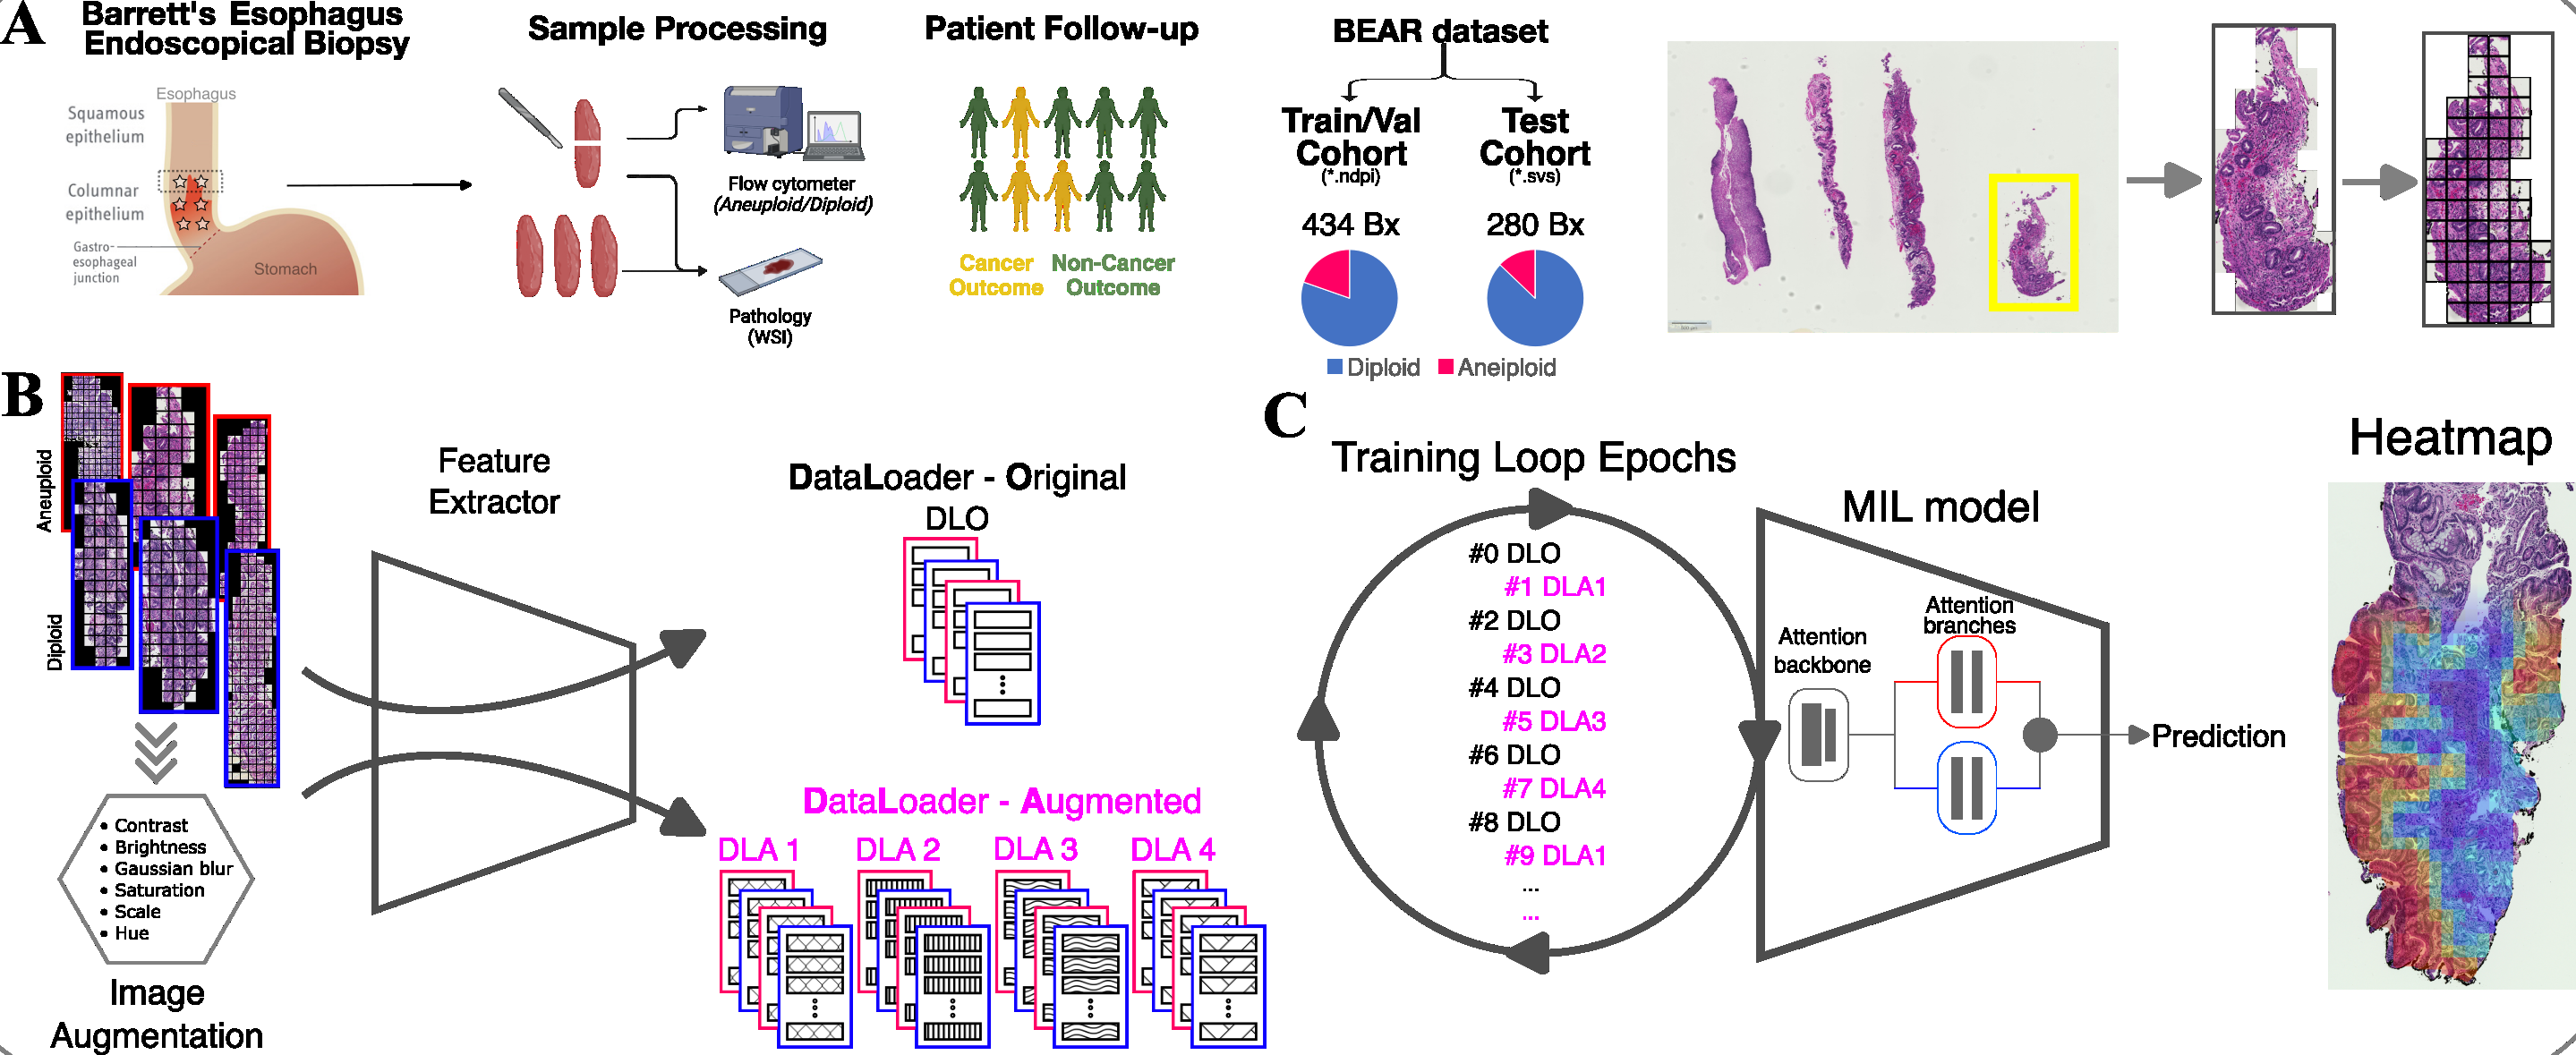 A
Barrett's Esophagus
Endoscopical Biopsy
Esophagus
Squamous
epithelium
Columnar
epithelium
Gastro-
esophageal
junction
Stomach
Sample Processing
Flow cytometer
(Aneuploid/Diploid)
Pathology
(WSI)
Patient Follow-up
Cancer
Outcome
Non-Cancer
Outcome
BEAR dataset
Train/Val
Cohort
(*.ndpi)
434 Bx
Test
Cohort
(*.svs)
280 Bx
Diploid
Aneiploid
B
Aneuploid
Diploid
Contrast
Brightness
Gaussian blur
Saturation
Scale
Hue
Image
Augmentation
Feature
Extractor
DataLoader - Original
DLO
DataLoader - Augmented
DLA 1
DLA 2
DLA 3
DLA 4
C
Training Loop Epochs
#0 DLO
#1 DLA1
#2 DLO
#3 DLA2
#4 DLO
#5 DLA3
#6 DLO
#7 DLA4
#8 DLO
#9 DLA1
...
...
MIL model
Attention
backbone
Attention
branches
Prediction
Heatmap